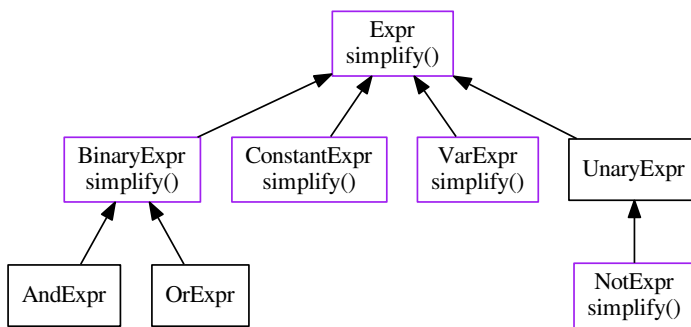 Expr
simplify()
BinaryExpr
simplify()
ConstantExpr
simplify()
VarExpr
simplify()
UnaryExpr
AndExpr
OrExpr
NotExpr
simplify()